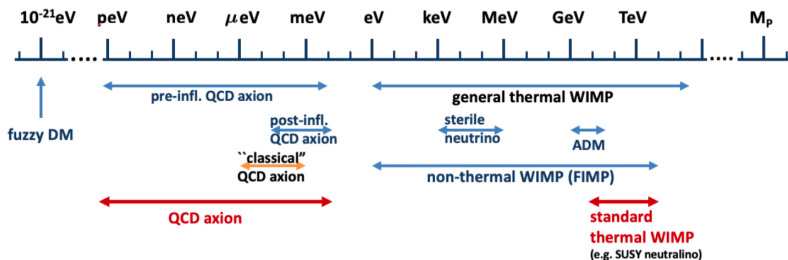 10⁻²¹eV peV neV μeV meV eV keV MeV GeV TeV Mₚ
pre-infl. QCD axion
general thermal WIMP
fuzzy DM
post-infl.
QCD axion
sterile
neutrino
ADM
``classical”
QCD axion
non-thermal WIMP (FIMP)
QCD axion
standard
thermal WIMP
(e.g. SUSY neutralino)